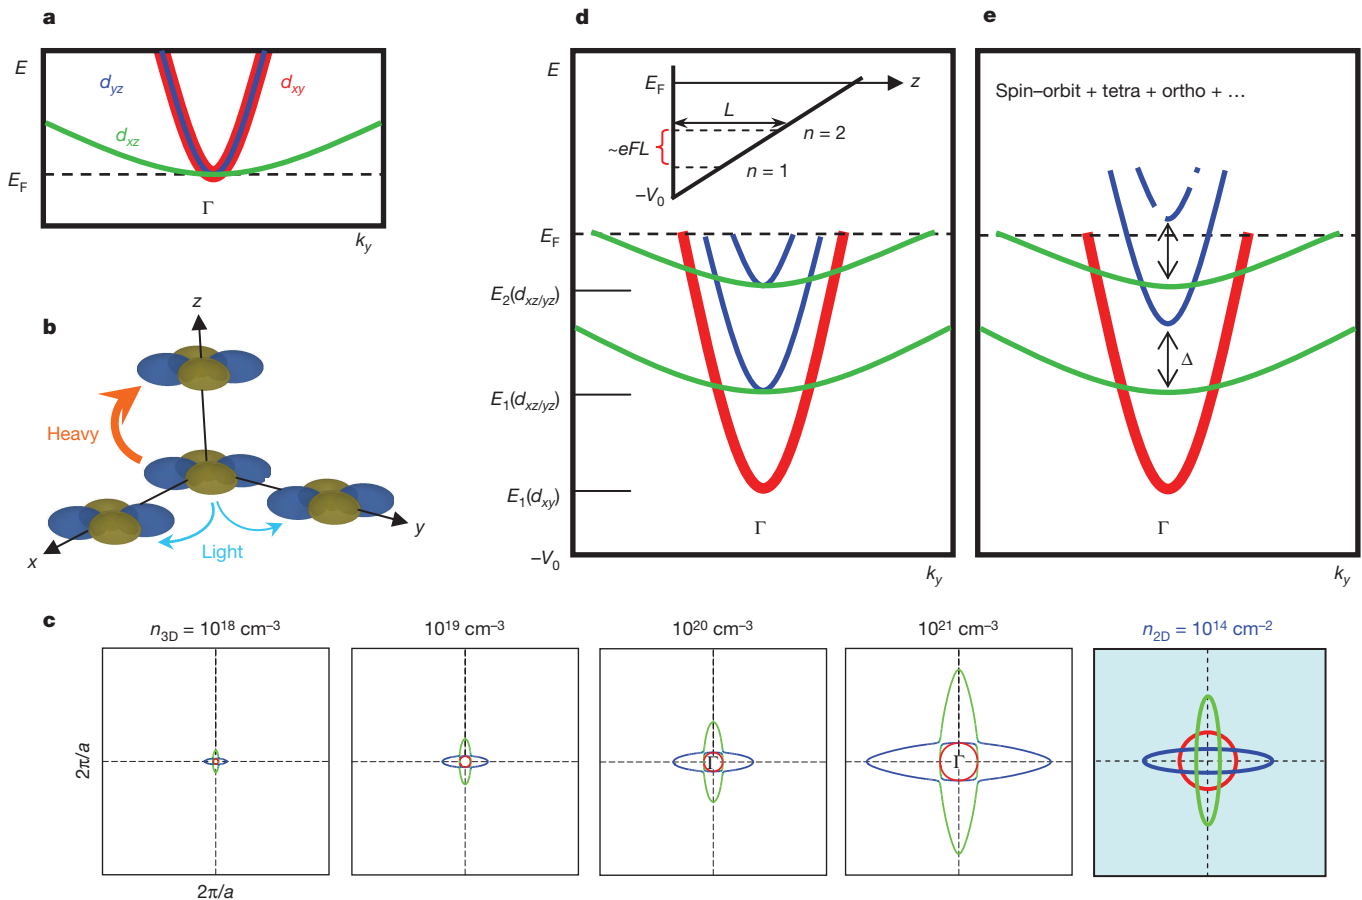 a
E
d_yz
d_xy
d_xz
E_F
Γ
k_y
b
z
Heavy
Light
x
y
d
E
E_F
z
L
n = 2
~eFL
n = 1
–V_0
E_F
E_2(d_xz/yz)
E_1(d_xz/yz)
E_1(d_xy)
Γ
–V_0
k_y
e
Spin–orbit + tetra + ortho + …
Δ
Γ
k_y
c
n_3D = 10^18 cm^–3
10^19 cm^–3
10^20 cm^–3
10^21 cm^–3
n_2D = 10^14 cm^–2
2π/a
Γ
Γ
2π/a